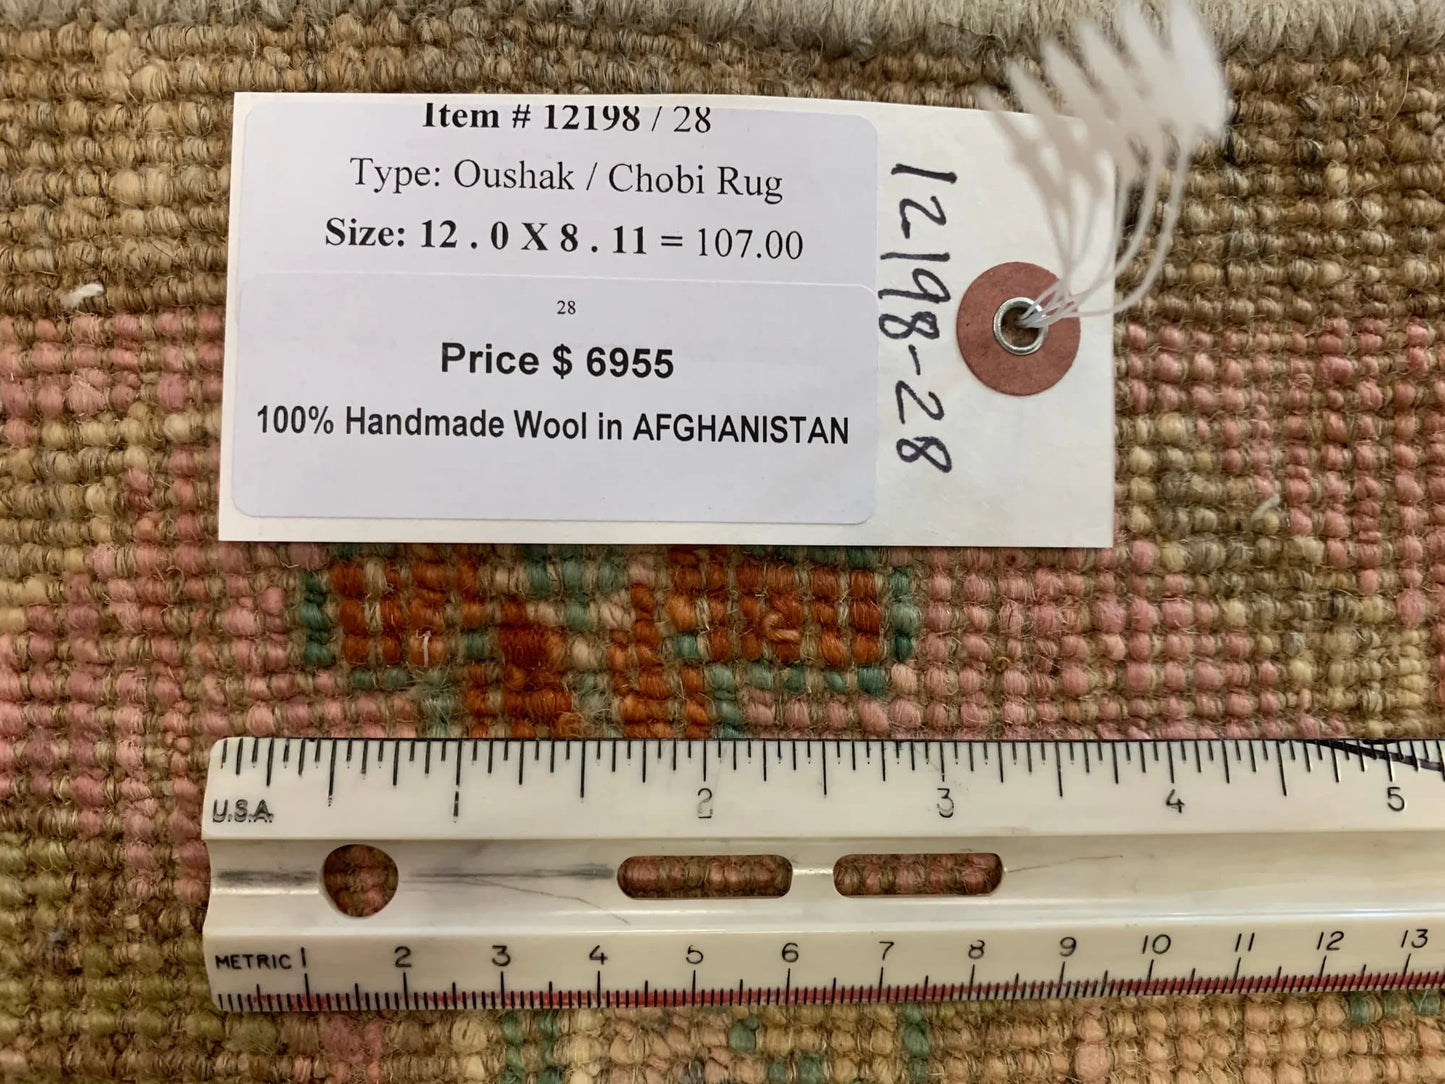 Item # 12198 / 28
Type: Oushak / Chobi Rug
Size: 12 . 0 X 8 . 11 = 107.00
28
Price $ 6955
100% Handmade Wool in AFGHANISTAN
12198-28
1 2 3 4 5
U.S.A.
METRIC 1 2 3 4 5 6 7 8 9 10 11 12 13